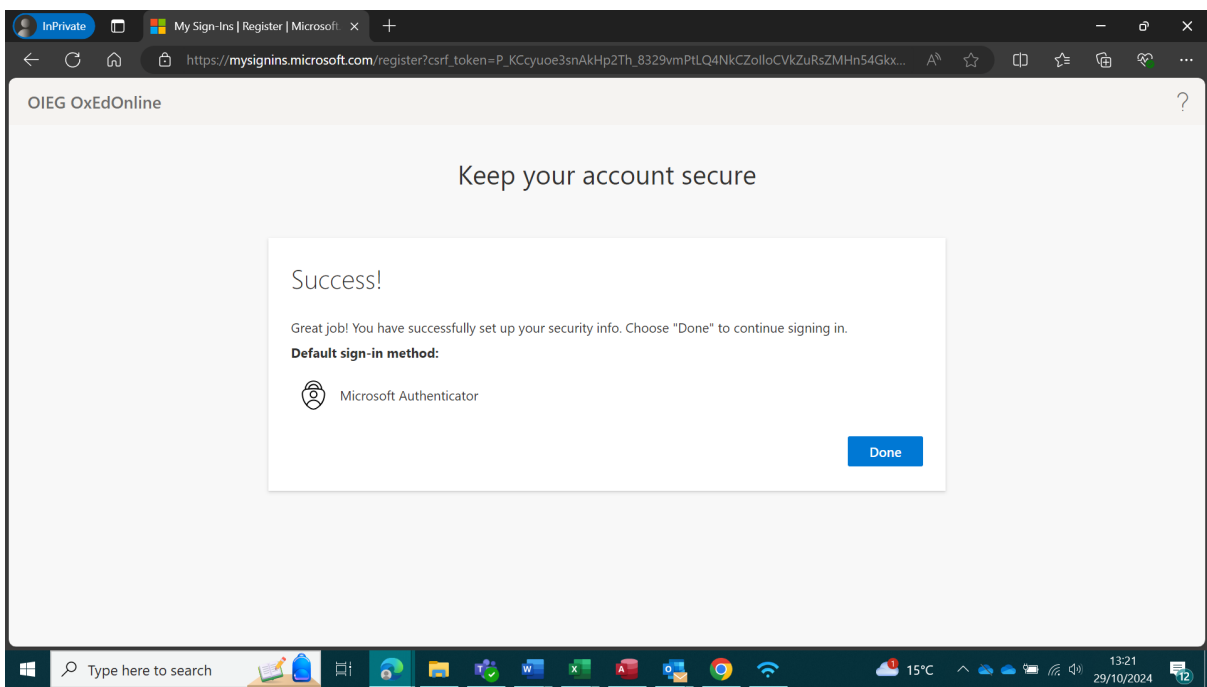 InPrivate
My Sign-Ins | Register | Microsoft.
https://mysignins.microsoft.com/register?csrf_token=P_KCcyuoe3snAkHp2Th_8329vmPtLQ4NkCZolloCVkZuRsZMHn54Gkx...
OIEG OxEdOnline
?
Keep your account secure
Success!
Great job! You have successfully set up your security info. Choose "Done" to continue signing in.
Default sign-in method:
Microsoft Authenticator
Done
Type here to search
1
15°C
13:21
29/10/2024
12